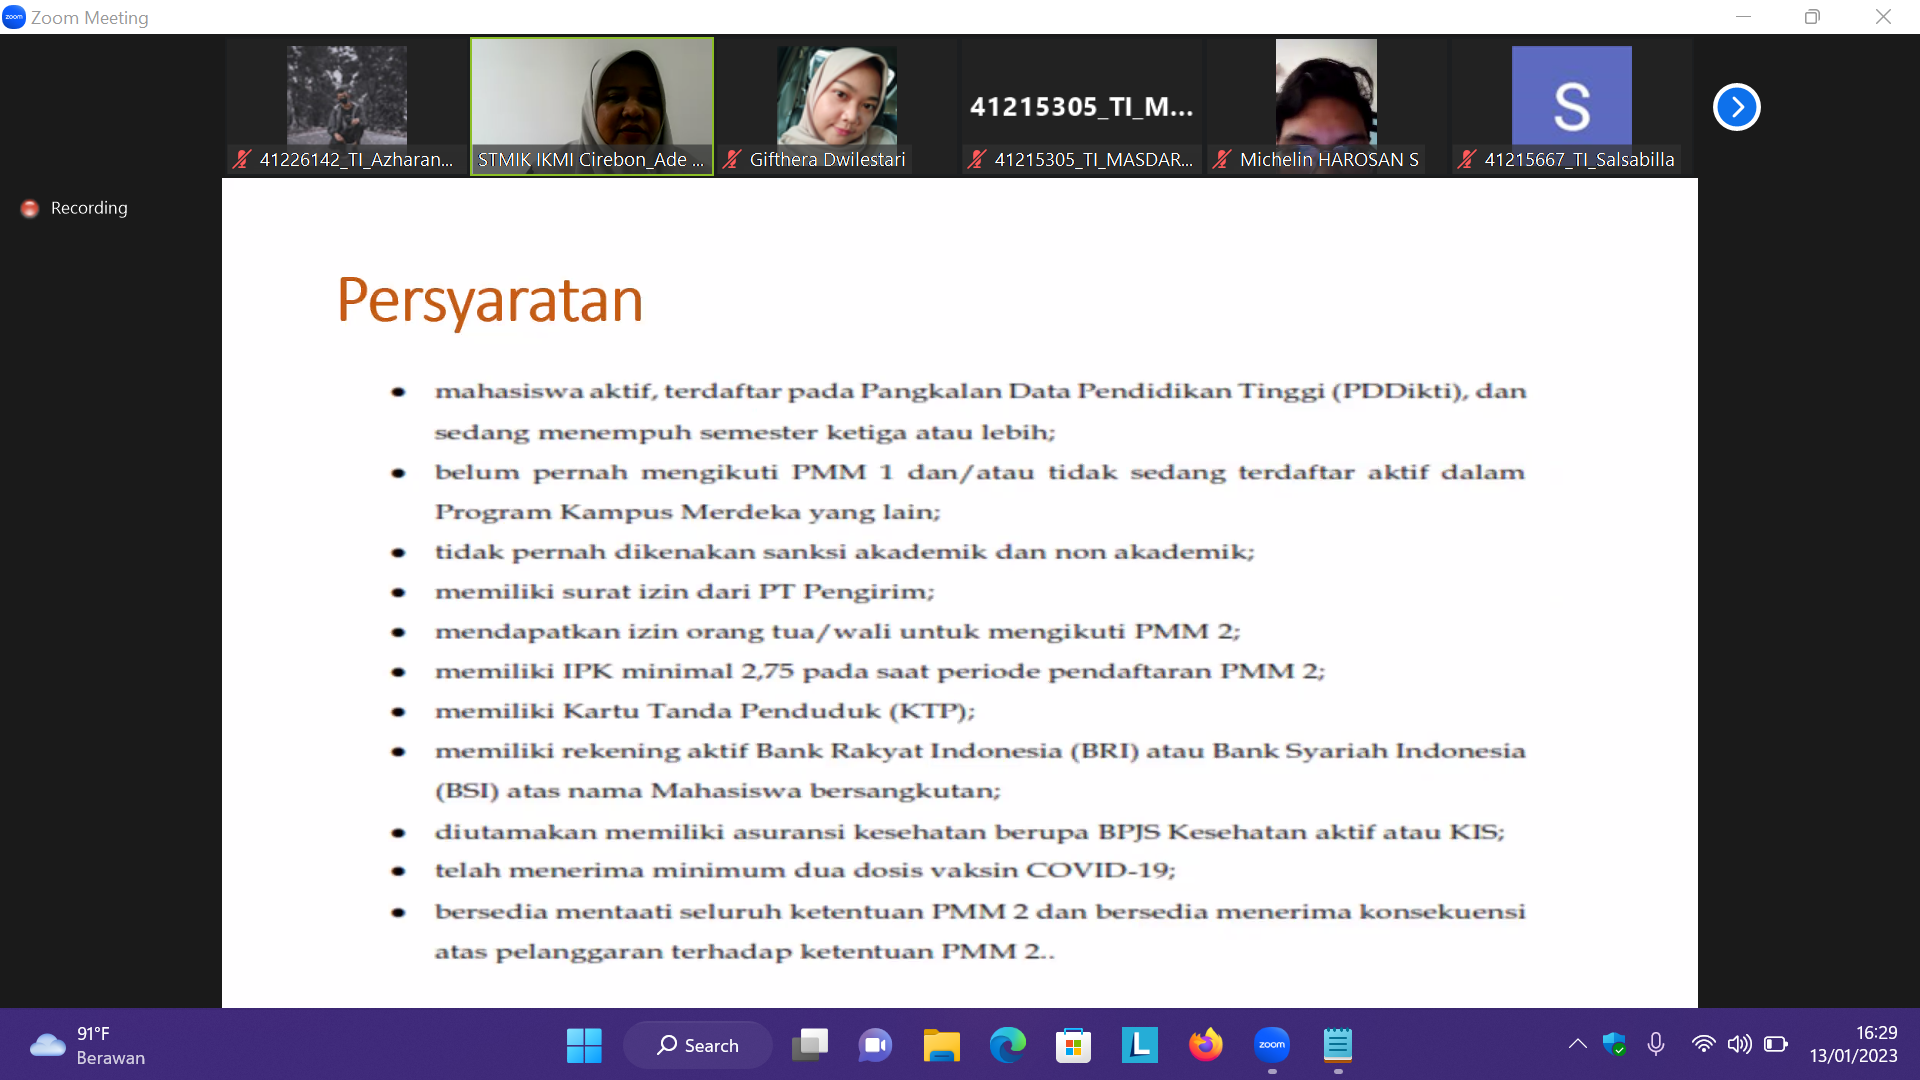 zoom Zoom Meeting
41215305_TI_M...
S
41226142_TI_Azharan...
STMIK IKMI Cirebon_Ade ...
Gifthera Dwilestari
41215305_TI_MASDAR...
Michelin HAROSAN S
41215667_TI_Salsabilla
Recording
Persyaratan
• mahasiswa aktif, terdaftar pada Pangkalan Data Pendidikan Tinggi (PDDikti), dan
sedang menempuh semester ketiga atau lebih;
• belum pernah mengikuti PMM 1 dan/atau tidak sedang terdaftar aktif dalam
Program Kampus Merdeka yang lain;
• tidak pernah dikenakan sanksi akademik dan non akademik;
• memiliki surat izin dari PT Pengirim;
• mendapatkan izin orang tua/wali untuk mengikuti PMM 2;
• memiliki IPK minimal 2,75 pada saat periode pendaftaran PMM 2;
• memiliki Kartu Tanda Penduduk (KTP);
• memiliki rekening aktif Bank Rakyat Indonesia (BRI) atau Bank Syariah Indonesia
(BSI) atas nama Mahasiswa bersangkutan;
• diutamakan memiliki asuransi kesehatan berupa BPJS Kesehatan aktif atau KIS;
• telah menerima minimum dua dosis vaksin COVID-19;
• bersedia mentaati seluruh ketentuan PMM 2 dan bersedia menerima konsekuensi
atas pelanggaran terhadap ketentuan PMM 2..
91°F
Berawan
Search
L
zoom
16:29
13/01/2023